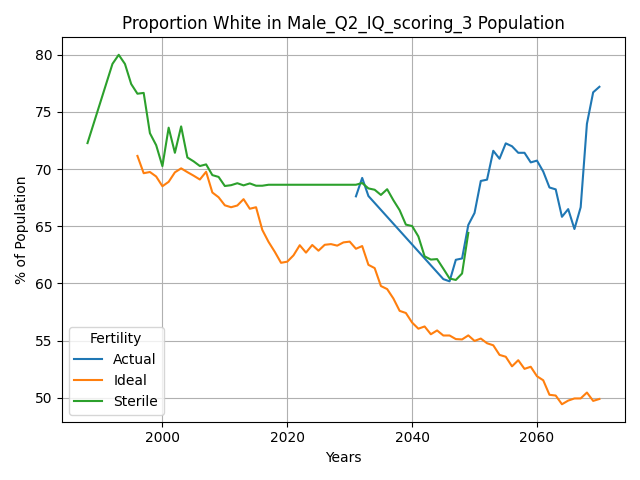 Proportion White in Male_Q2_IQ_scoring_3 Population
% of Population
80
75
70
65
60
55
50
Fertility
Actual
Ideal
Sterile
2000
2020
2040
2060
Years